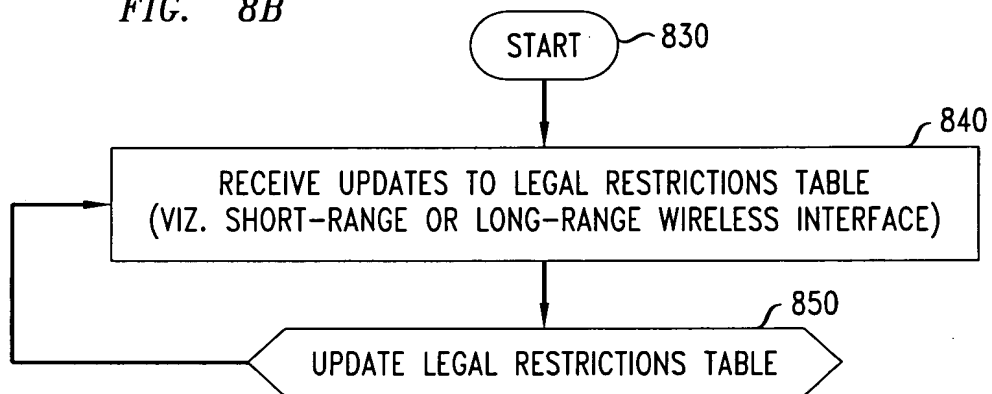 FIG. 8B
START
830
840
RECEIVE UPDATES TO LEGAL RESTRICTIONS TABLE
(VIZ. SHORT-RANGE OR LONG-RANGE WIRELESS INTERFACE)
850
UPDATE LEGAL RESTRICTIONS TABLE